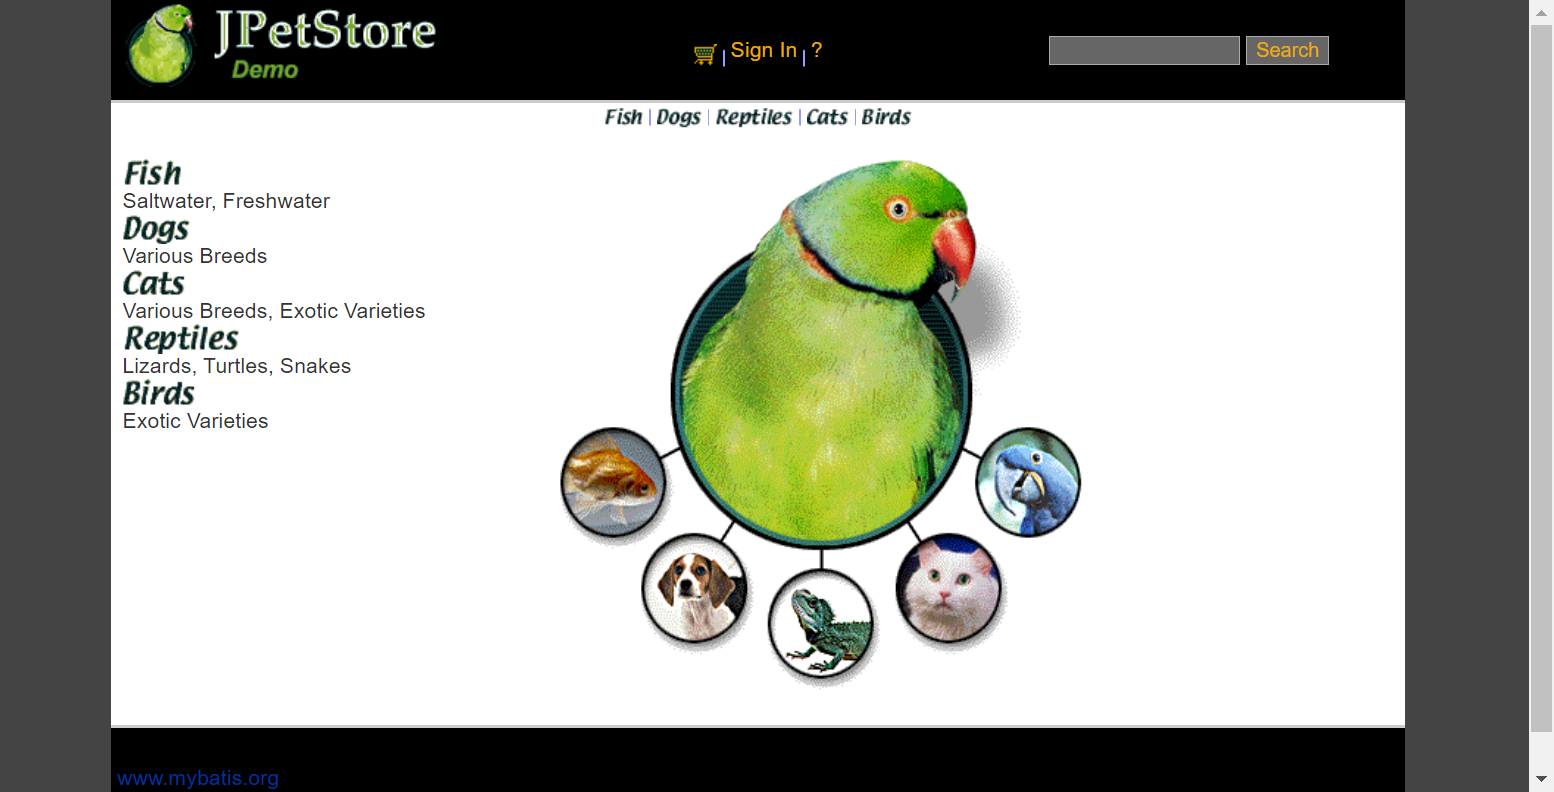 JPetStore
Demo
Sign In ?
Search
Fish Dogs Reptiles Cats Birds
Fish
Saltwater, Freshwater
Dogs
Various Breeds
Cats
Various Breeds, Exotic Varieties
Reptiles
Lizards, Turtles, Snakes
Birds
Exotic Varieties
www.mybatis.org